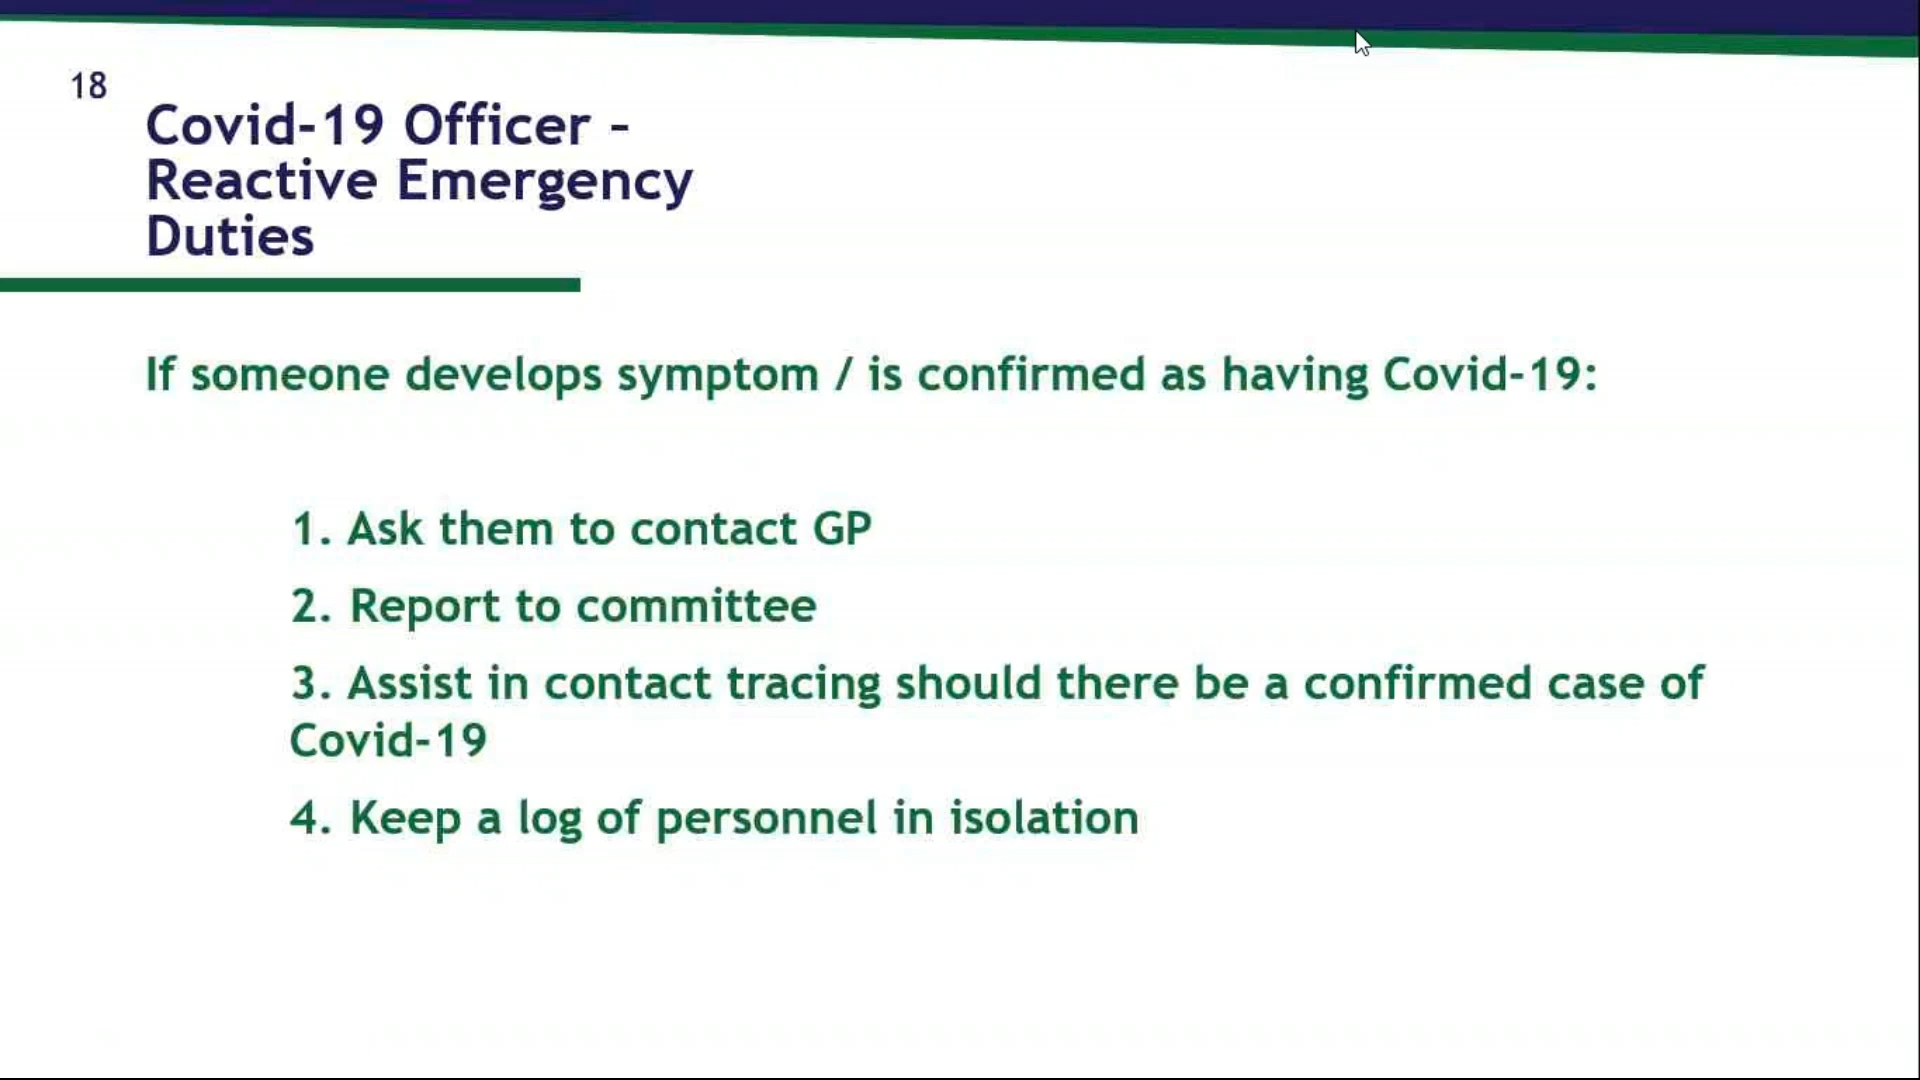 18
Covid-19 Officer –
Reactive Emergency
Duties
If someone develops symptom / is confirmed as having Covid-19:
1. Ask them to contact GP
2. Report to committee
3. Assist in contact tracing should there be a confirmed case of
Covid-19
4. Keep a log of personnel in isolation